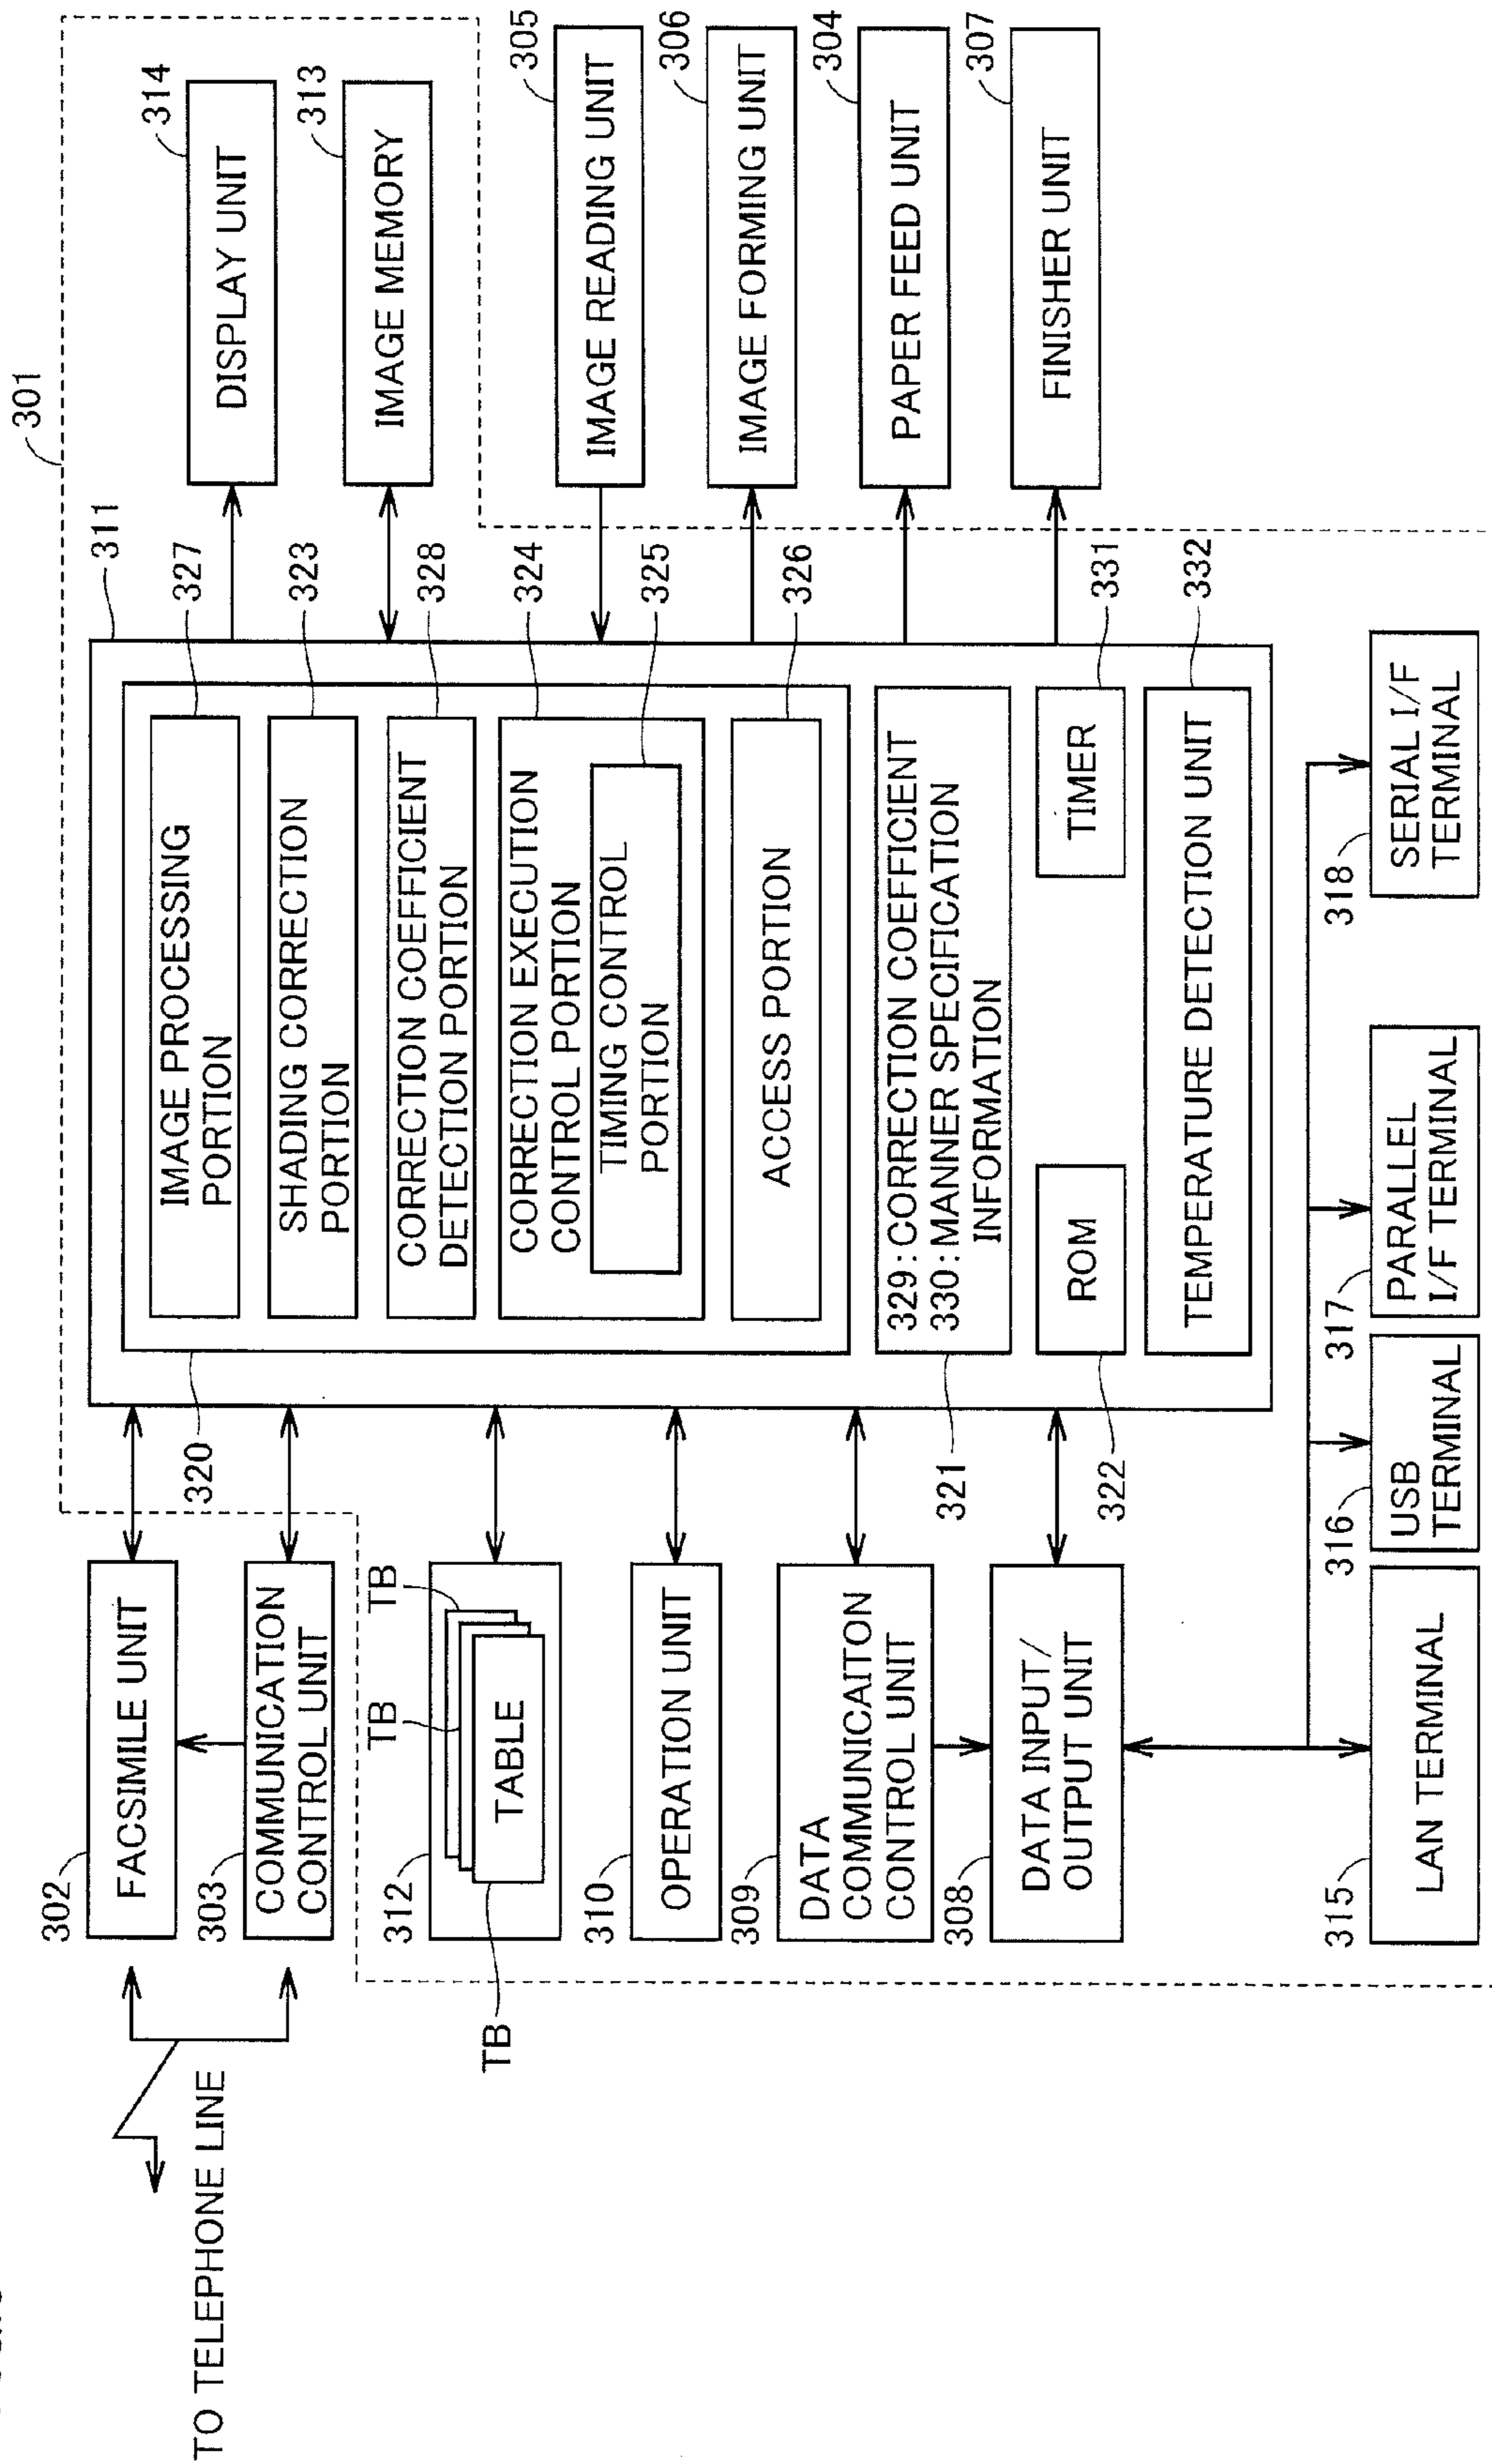 301
302
FACSIMILE UNIT
303
COMMUNICATION
CONTROL UNIT
TO TELEPHONE LINE
312
TB
TB
TB
TABLE
310
OPERATION UNIT
309
DATA
COMMUNICAITON
CONTROL UNIT
308
DATA INPUT/
OUTPUT UNIT
311
320
IMAGE PROCESSING
PORTION
327
SHADING CORRECTION
PORTION
323
CORRECTION COEFFICIENT
DETECTION PORTION
328
CORRECTION EXECUTION
CONTROL PORTION
324
TIMING CONTROL
PORTION
325
ACCESS PORTION
326
321
329:CORRECTION COEFFICIENT
330:MANNER SPECIFICATION
INFORMATION
322
ROM
TIMER
331
TEMPERATURE DETECTION UNIT
332
314
DISPLAY UNIT
313
IMAGE MEMORY
305
IMAGE READING UNIT
306
IMAGE FORMING UNIT
304
PAPER FEED UNIT
307
FINISHER UNIT
315
LAN TERMINAL
316
USB
TERMINAL
317
PARALLEL
I/F TERMINAL
318
SERIAL I/F
TERMINAL